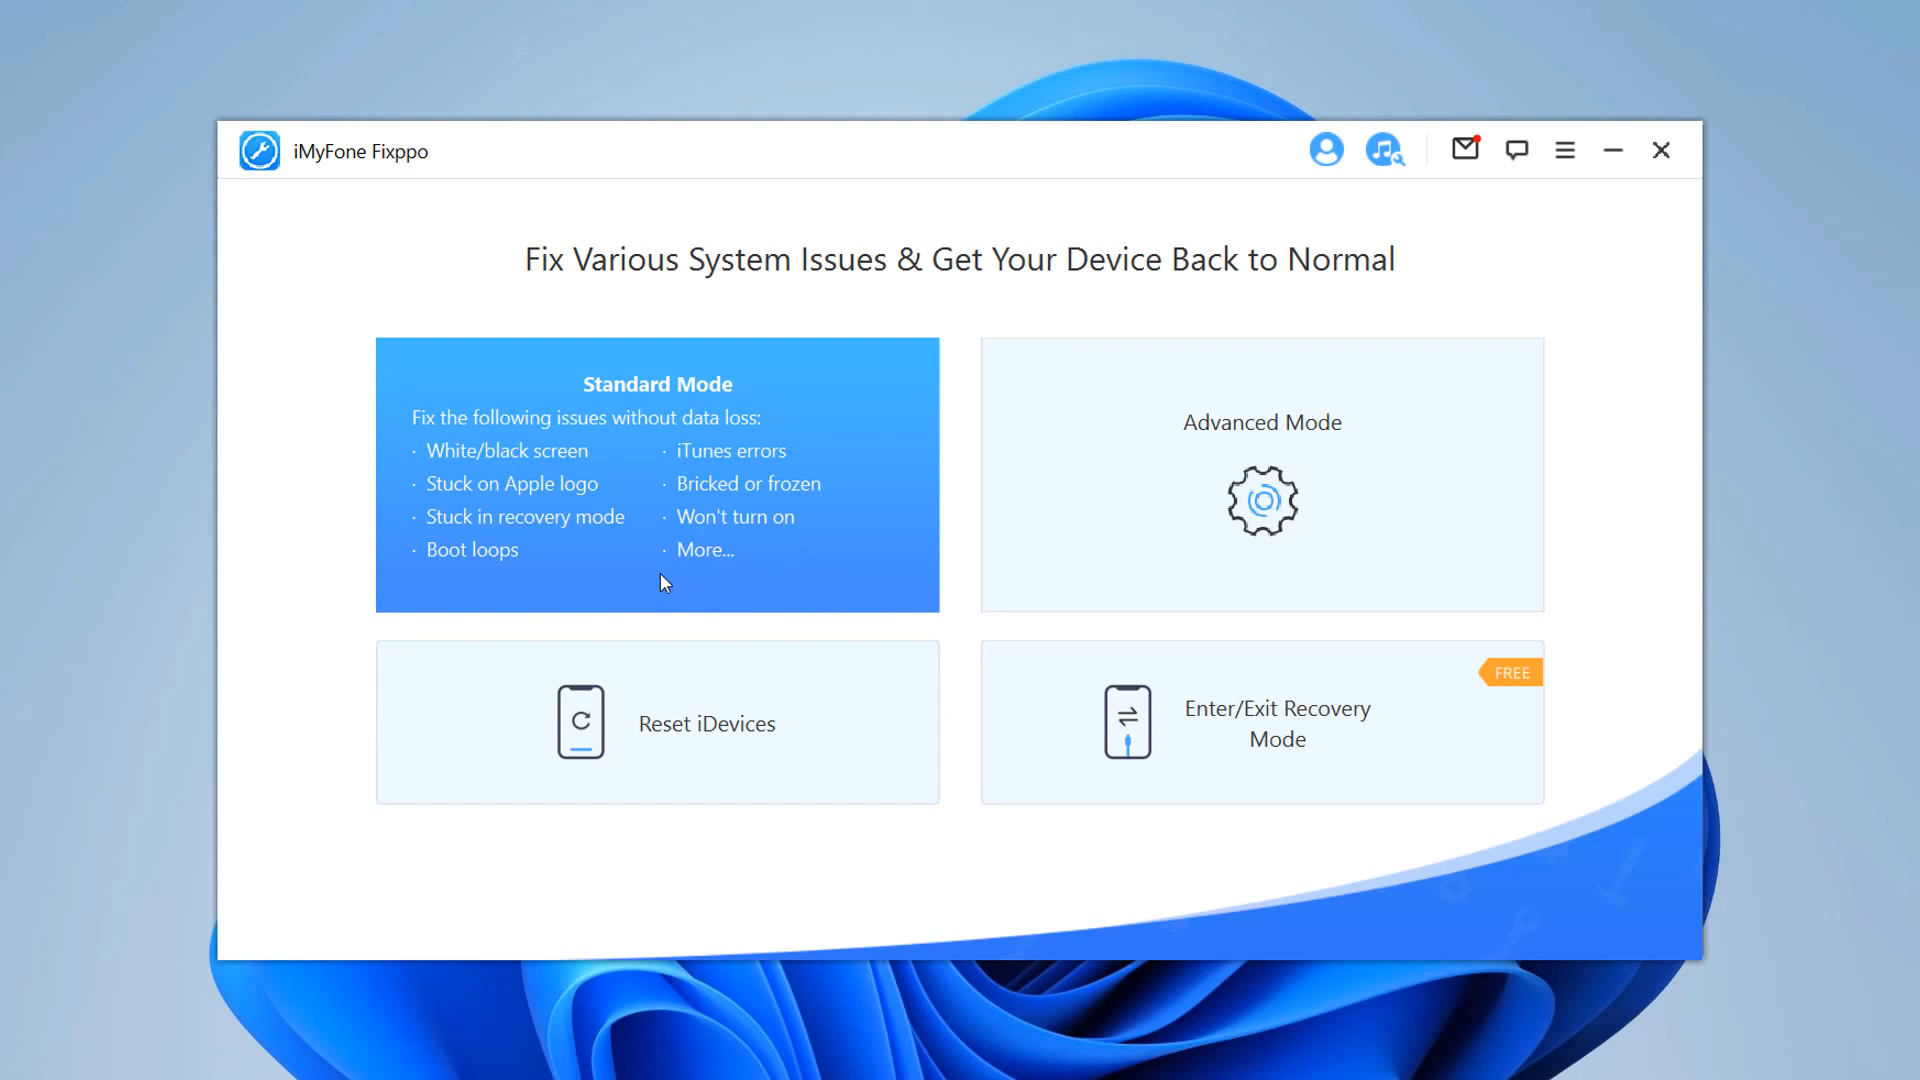 iMyFone Fixppo
Fix Various System Issues & Get Your Device Back to Normal
Standard Mode
Fix the following issues without data loss:
· White/black screen
· iTunes errors
· Stuck on Apple logo
· Bricked or frozen
· Stuck in recovery mode
· Won't turn on
· Boot loops
· More...
Advanced Mode
Reset iDevices
FREE
Enter/Exit Recovery
Mode